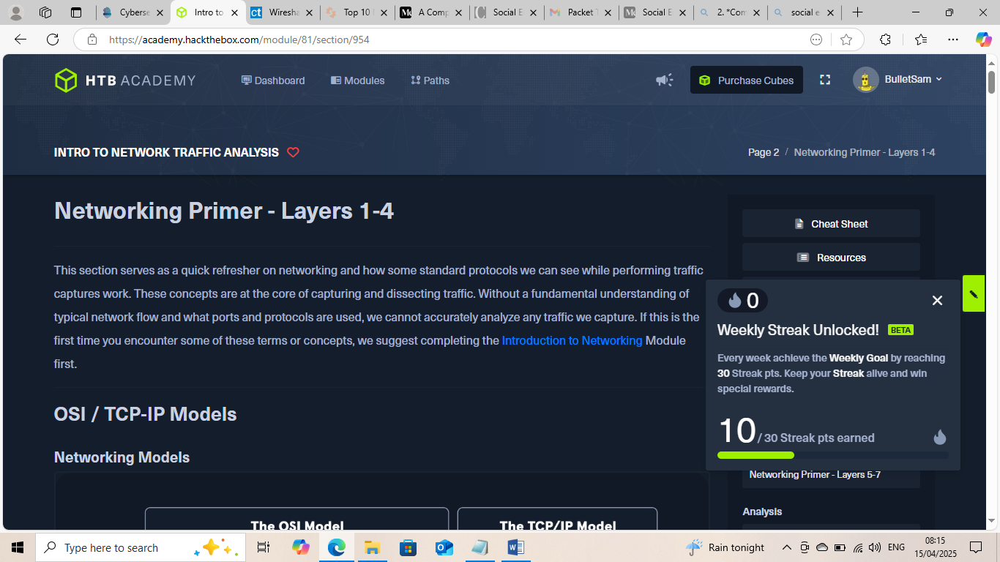 Cyberse
Intro to
Wiresha
Top 10
A Comp
Social E
Packet T
Social E
2. *Com
social e
https://academy.hackthebox.com/module/81/section/954
HTB ACADEMY
Dashboard
Modules
Paths
Purchase Cubes
BulletSam
INTRO TO NETWORK TRAFFIC ANALYSIS
Page 2 / Networking Primer - Layers 1-4
Networking Primer - Layers 1-4
Cheat Sheet
Resources
This section serves as a quick refresher on networking and how some standard protocols we can see while performing traffic
captures work. These concepts are at the core of capturing and dissecting traffic. Without a fundamental understanding of
typical network flow and what ports and protocols are used, we cannot accurately analyze any traffic we capture. If this is the
first time you encounter some of these terms or concepts, we suggest completing the Introduction to Networking Module
first.
0
Weekly Streak Unlocked! BETA
Every week achieve the Weekly Goal by reaching
30 Streak pts. Keep your Streak alive and win
special rewards.
10 / 30 Streak pts earned
OSI / TCP-IP Models
Networking Models
The OSI Model
The TCP/IP Model
Networking Primer - Layers 5-7
Analysis
Type here to search
Rain tonight
ENG
08:15
15/04/2025